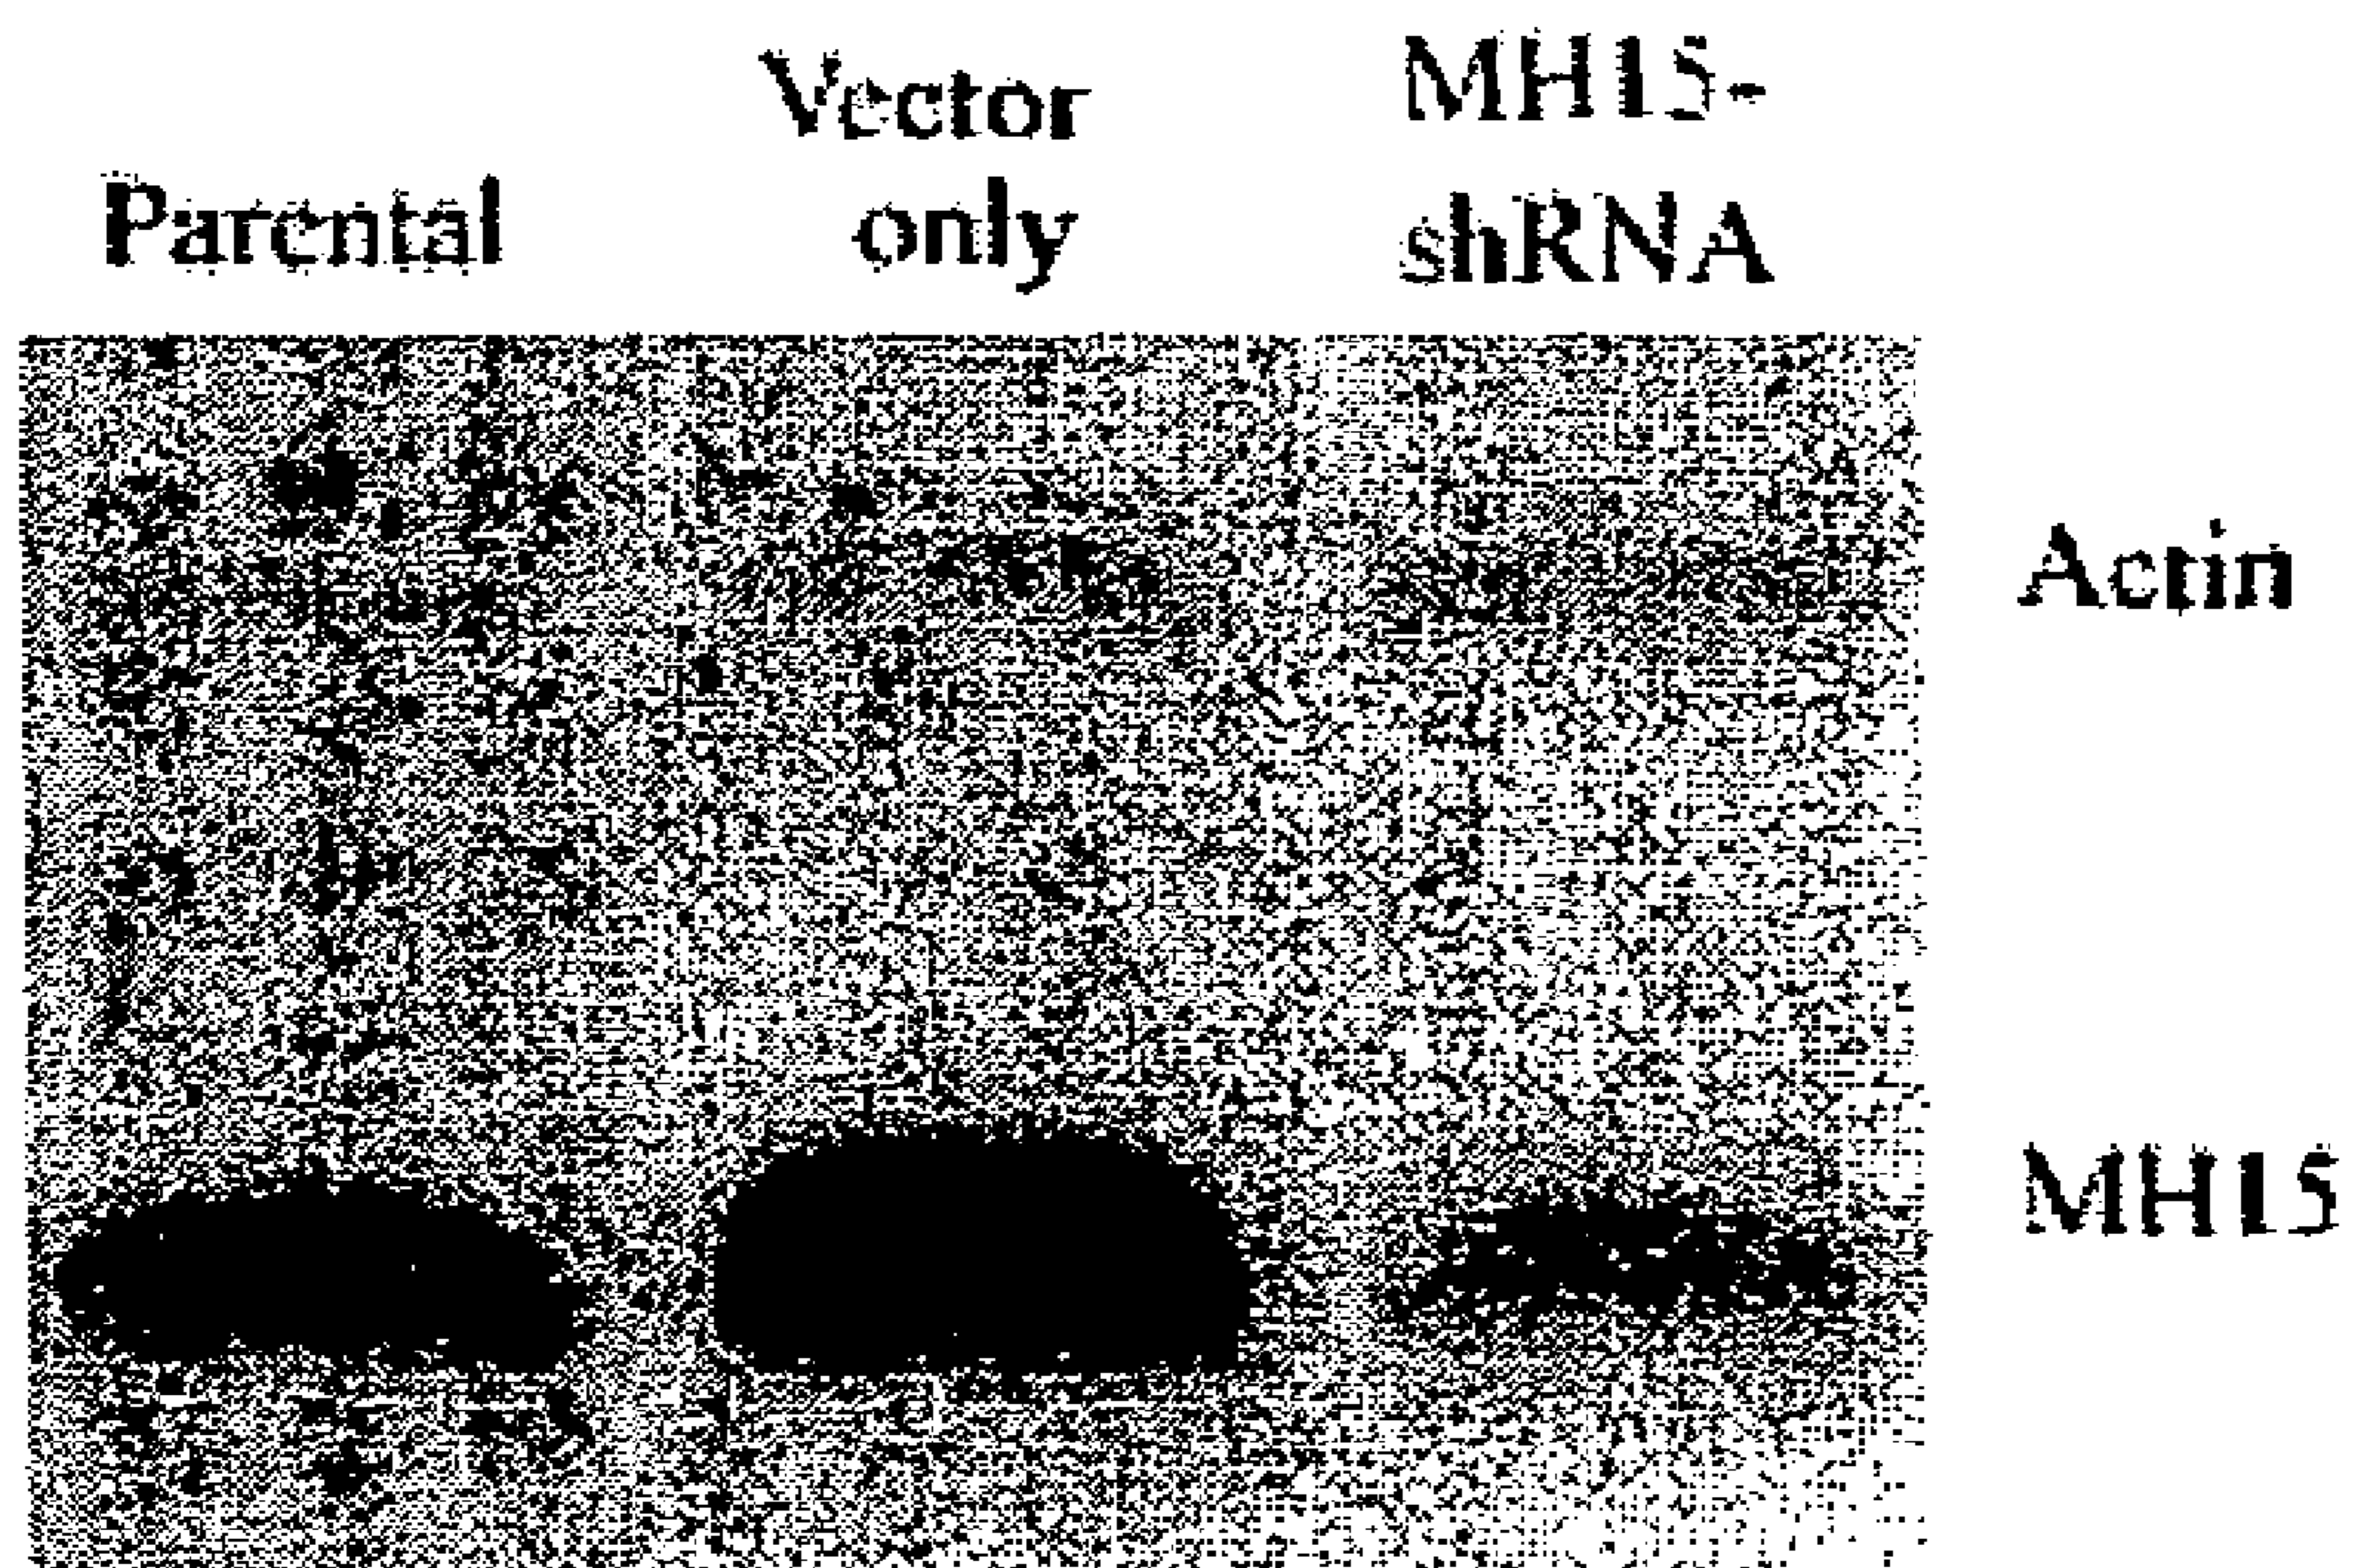 Parental
Vector
only
MH15-
shRNA
Actin
MH15